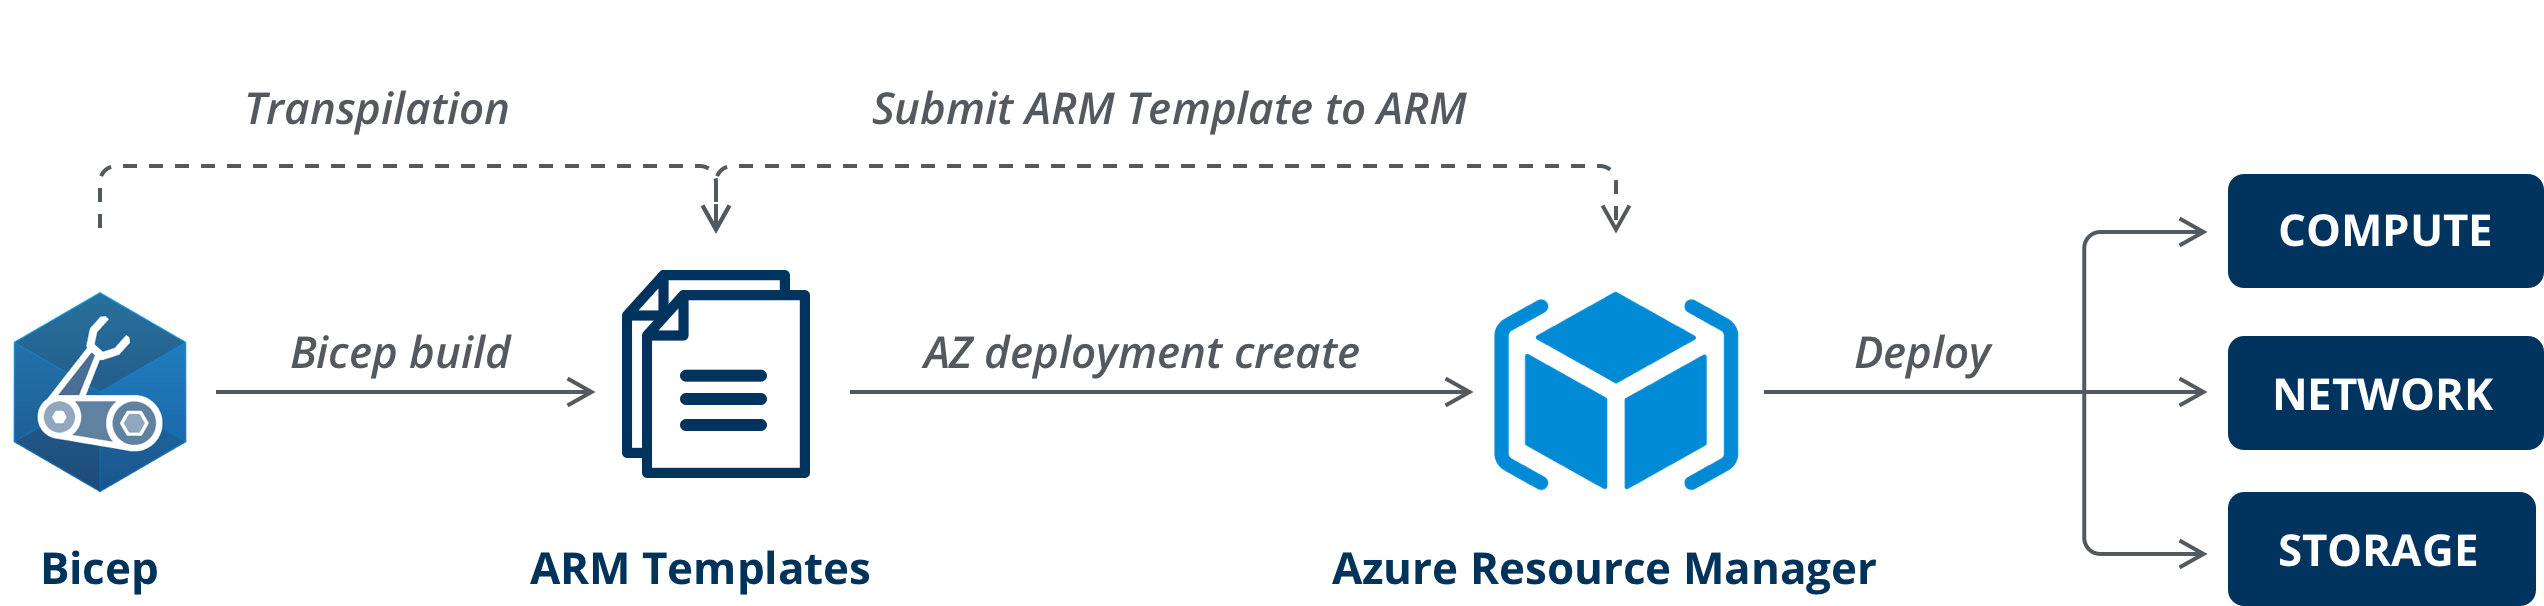 Transpilation
Submit ARM Template to ARM
Bicep build
AZ deployment create
Deploy
COMPUTE
NETWORK
STORAGE
Bicep
ARM Templates
Azure Resource Manager